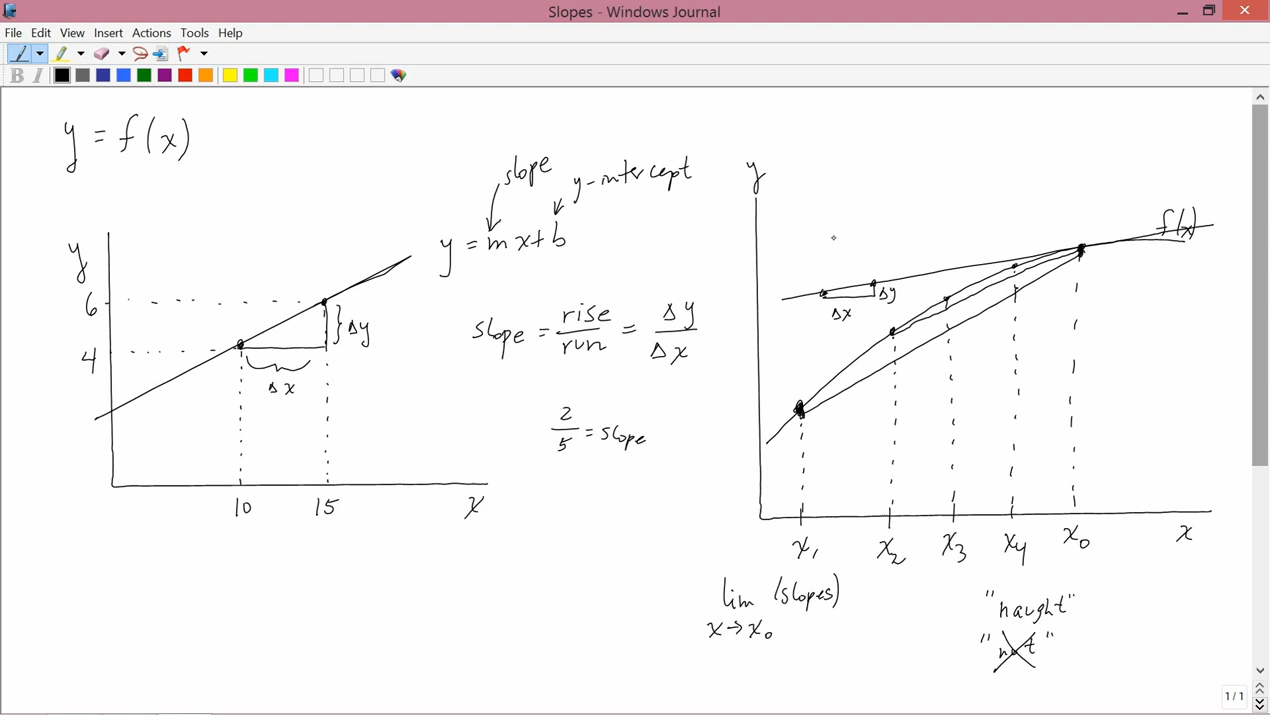 Slopes - Windows Journal
File Edit View Insert Actions Tools Help
B I
y = f(x)
slope
y-intercept
y = mx + b
y
6
4
} Δy
Δx
10 15 x
slope = rise/run = Δy/Δx
2/5 = slope
y
f(x)
Δy
Δx
x₁ x₂ x₃ x₄ x₀ x
lim (slopes)
x→x₀
"naught"
"not"
1 / 1